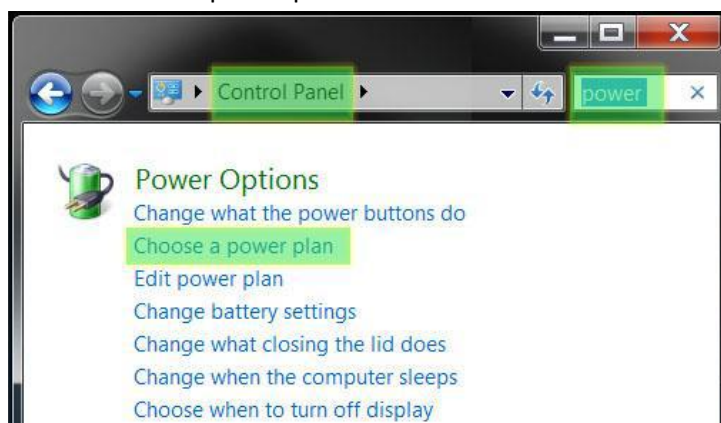 Control Panel
power
Power Options
Change what the power buttons do
Choose a power plan
Edit power plan
Change battery settings
Change what closing the lid does
Change when the computer sleeps
Choose when to turn off display